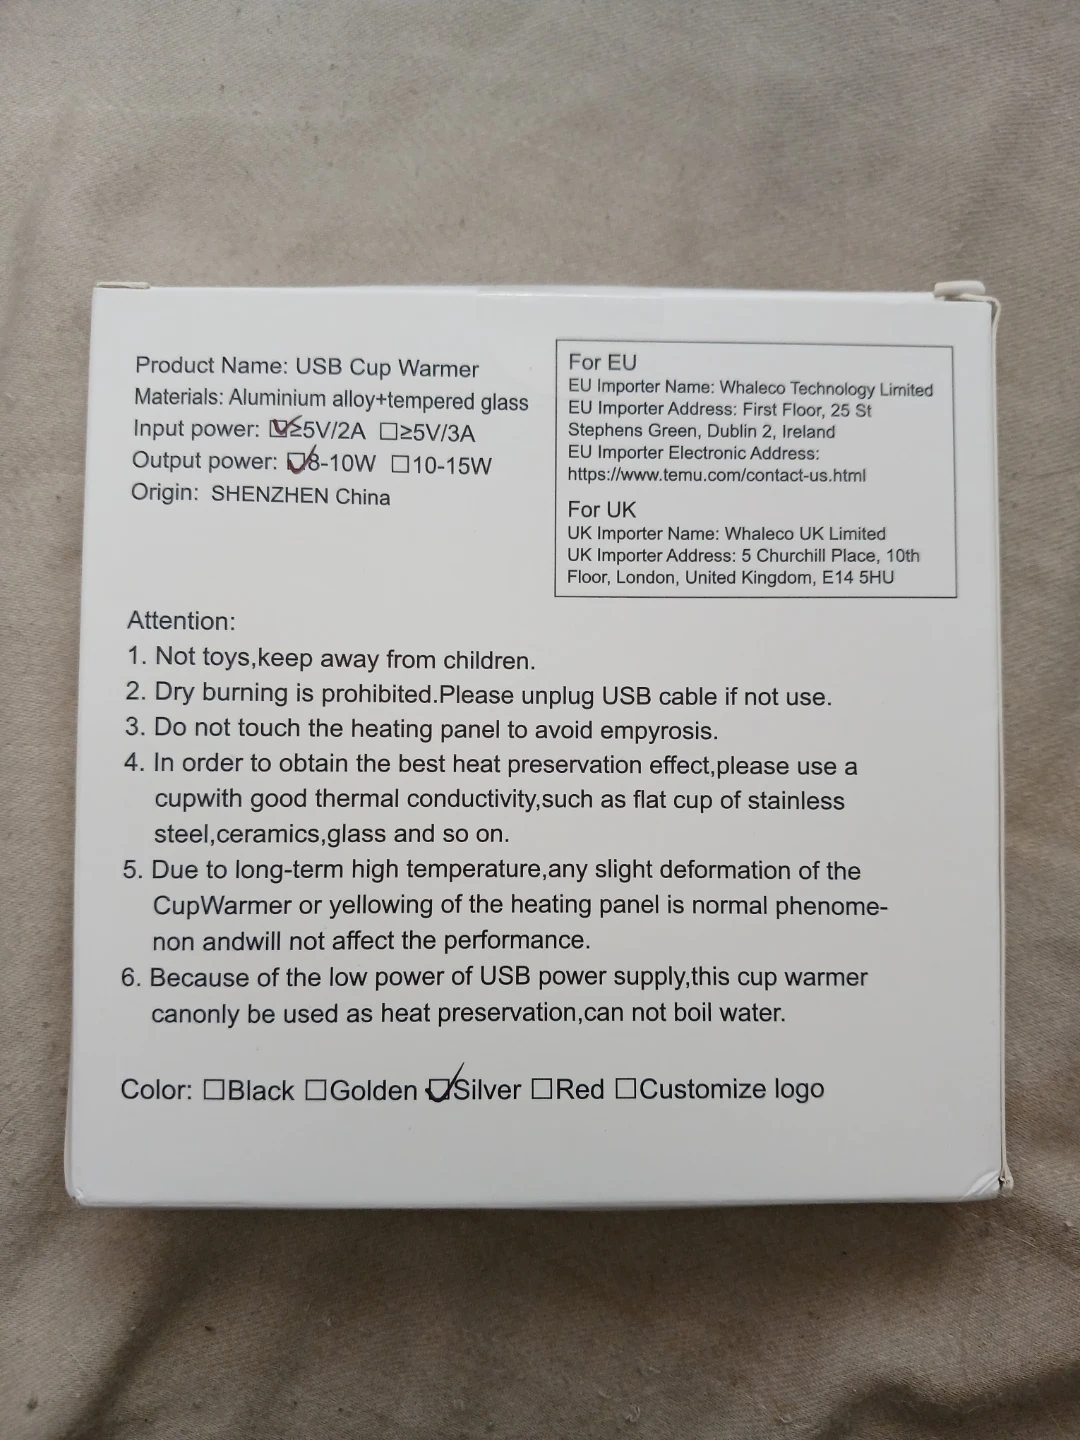 Product Name: USB Cup Warmer
Materials: Aluminium alloy+tempered glass
Input power: ☑≥5V/2A ☐≥5V/3A
Output power: ☑8-10W ☐10-15W
Origin: SHENZHEN China
For EU
EU Importer Name: Whaleco Technology Limited
EU Importer Address: First Floor, 25 St
Stephens Green, Dublin 2, Ireland
EU Importer Electronic Address:
https://www.temu.com/contact-us.html
For UK
UK Importer Name: Whaleco UK Limited
UK Importer Address: 5 Churchill Place, 10th
Floor, London, United Kingdom, E14 5HU
Attention:
1. Not toys,keep away from children.
2. Dry burning is prohibited.Please unplug USB cable if not use.
3. Do not touch the heating panel to avoid empyrosis.
4. In order to obtain the best heat preservation effect,please use a
cupwith good thermal conductivity,such as flat cup of stainless
steel,ceramics,glass and so on.
5. Due to long-term high temperature,any slight deformation of the
CupWarmer or yellowing of the heating panel is normal phenome-
non andwill not affect the performance.
6. Because of the low power of USB power supply,this cup warmer
canonly be used as heat preservation,can not boil water.
Color: ☐Black ☐Golden ☑Silver ☐Red ☐Customize logo